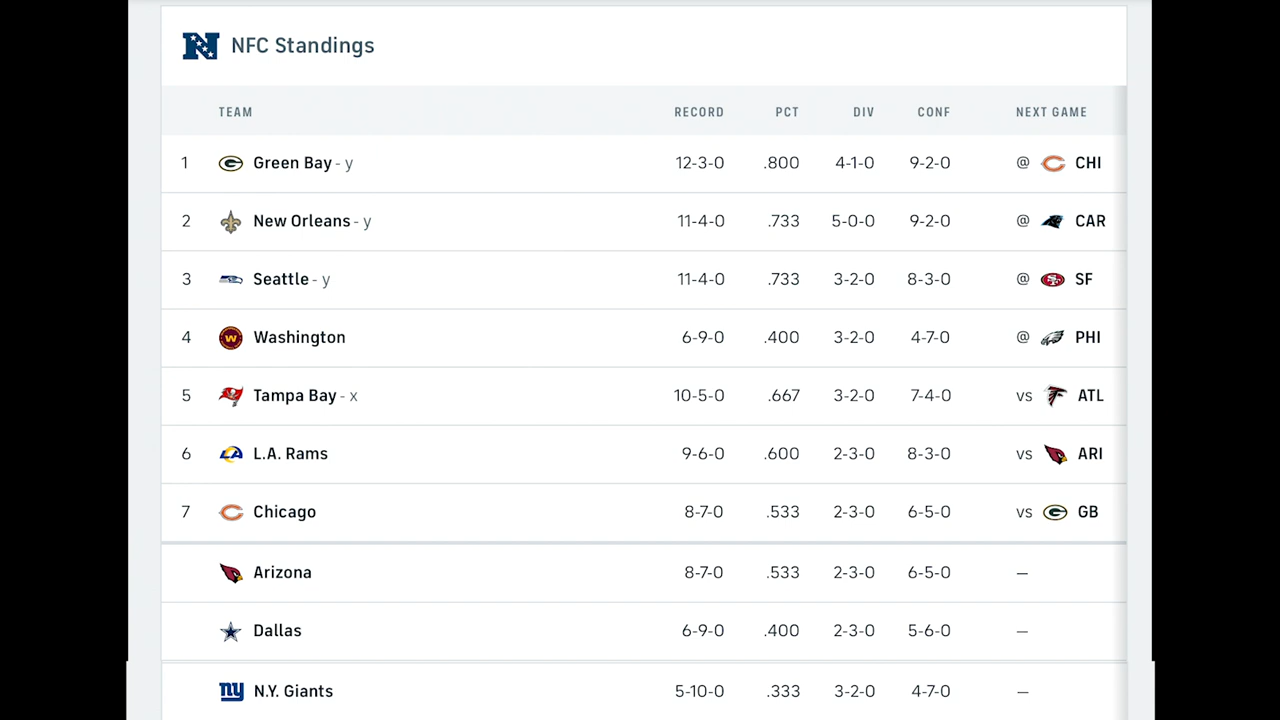 NFC Standings
TEAM RECORD PCT DIV CONF NEXT GAME
1 Green Bay - y 12-3-0 .800 4-1-0 9-2-0 @ CHI
2 New Orleans - y 11-4-0 .733 5-0-0 9-2-0 @ CAR
3 Seattle - y 11-4-0 .733 3-2-0 8-3-0 @ SF
4 W Washington 6-9-0 .400 3-2-0 4-7-0 @ PHI
5 Tampa Bay - x 10-5-0 .667 3-2-0 7-4-0 vs ATL
6 LA L.A. Rams 9-6-0 .600 2-3-0 8-3-0 vs ARI
7 Chicago 8-7-0 .533 2-3-0 6-5-0 vs GB
Arizona 8-7-0 .533 2-3-0 6-5-0 –
Dallas 6-9-0 .400 2-3-0 5-6-0 –
ny N.Y. Giants 5-10-0 .333 3-2-0 4-7-0 –